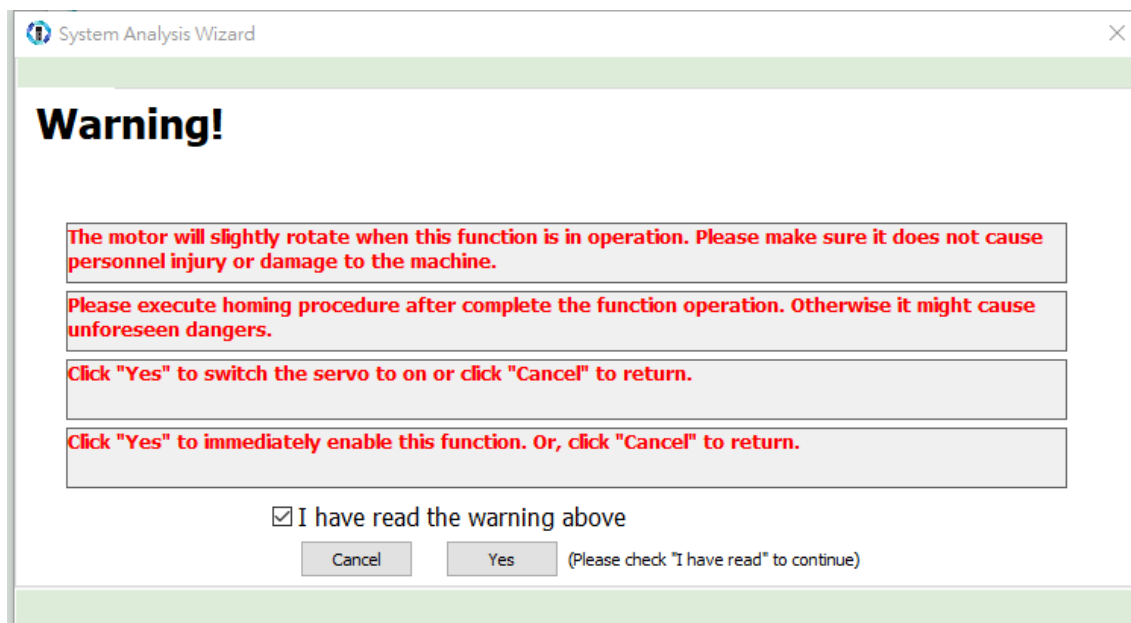 System Analysis Wizard
Warning!
The motor will slightly rotate when this function is in operation. Please make sure it does not cause
personnel injury or damage to the machine.
Please execute homing procedure after complete the function operation. Otherwise it might cause
unforeseen dangers.
Click "Yes" to switch the servo to on or click "Cancel" to return.
Click "Yes" to immediately enable this function. Or, click "Cancel" to return.
I have read the warning above
Cancel Yes (Please check "I have read" to continue)